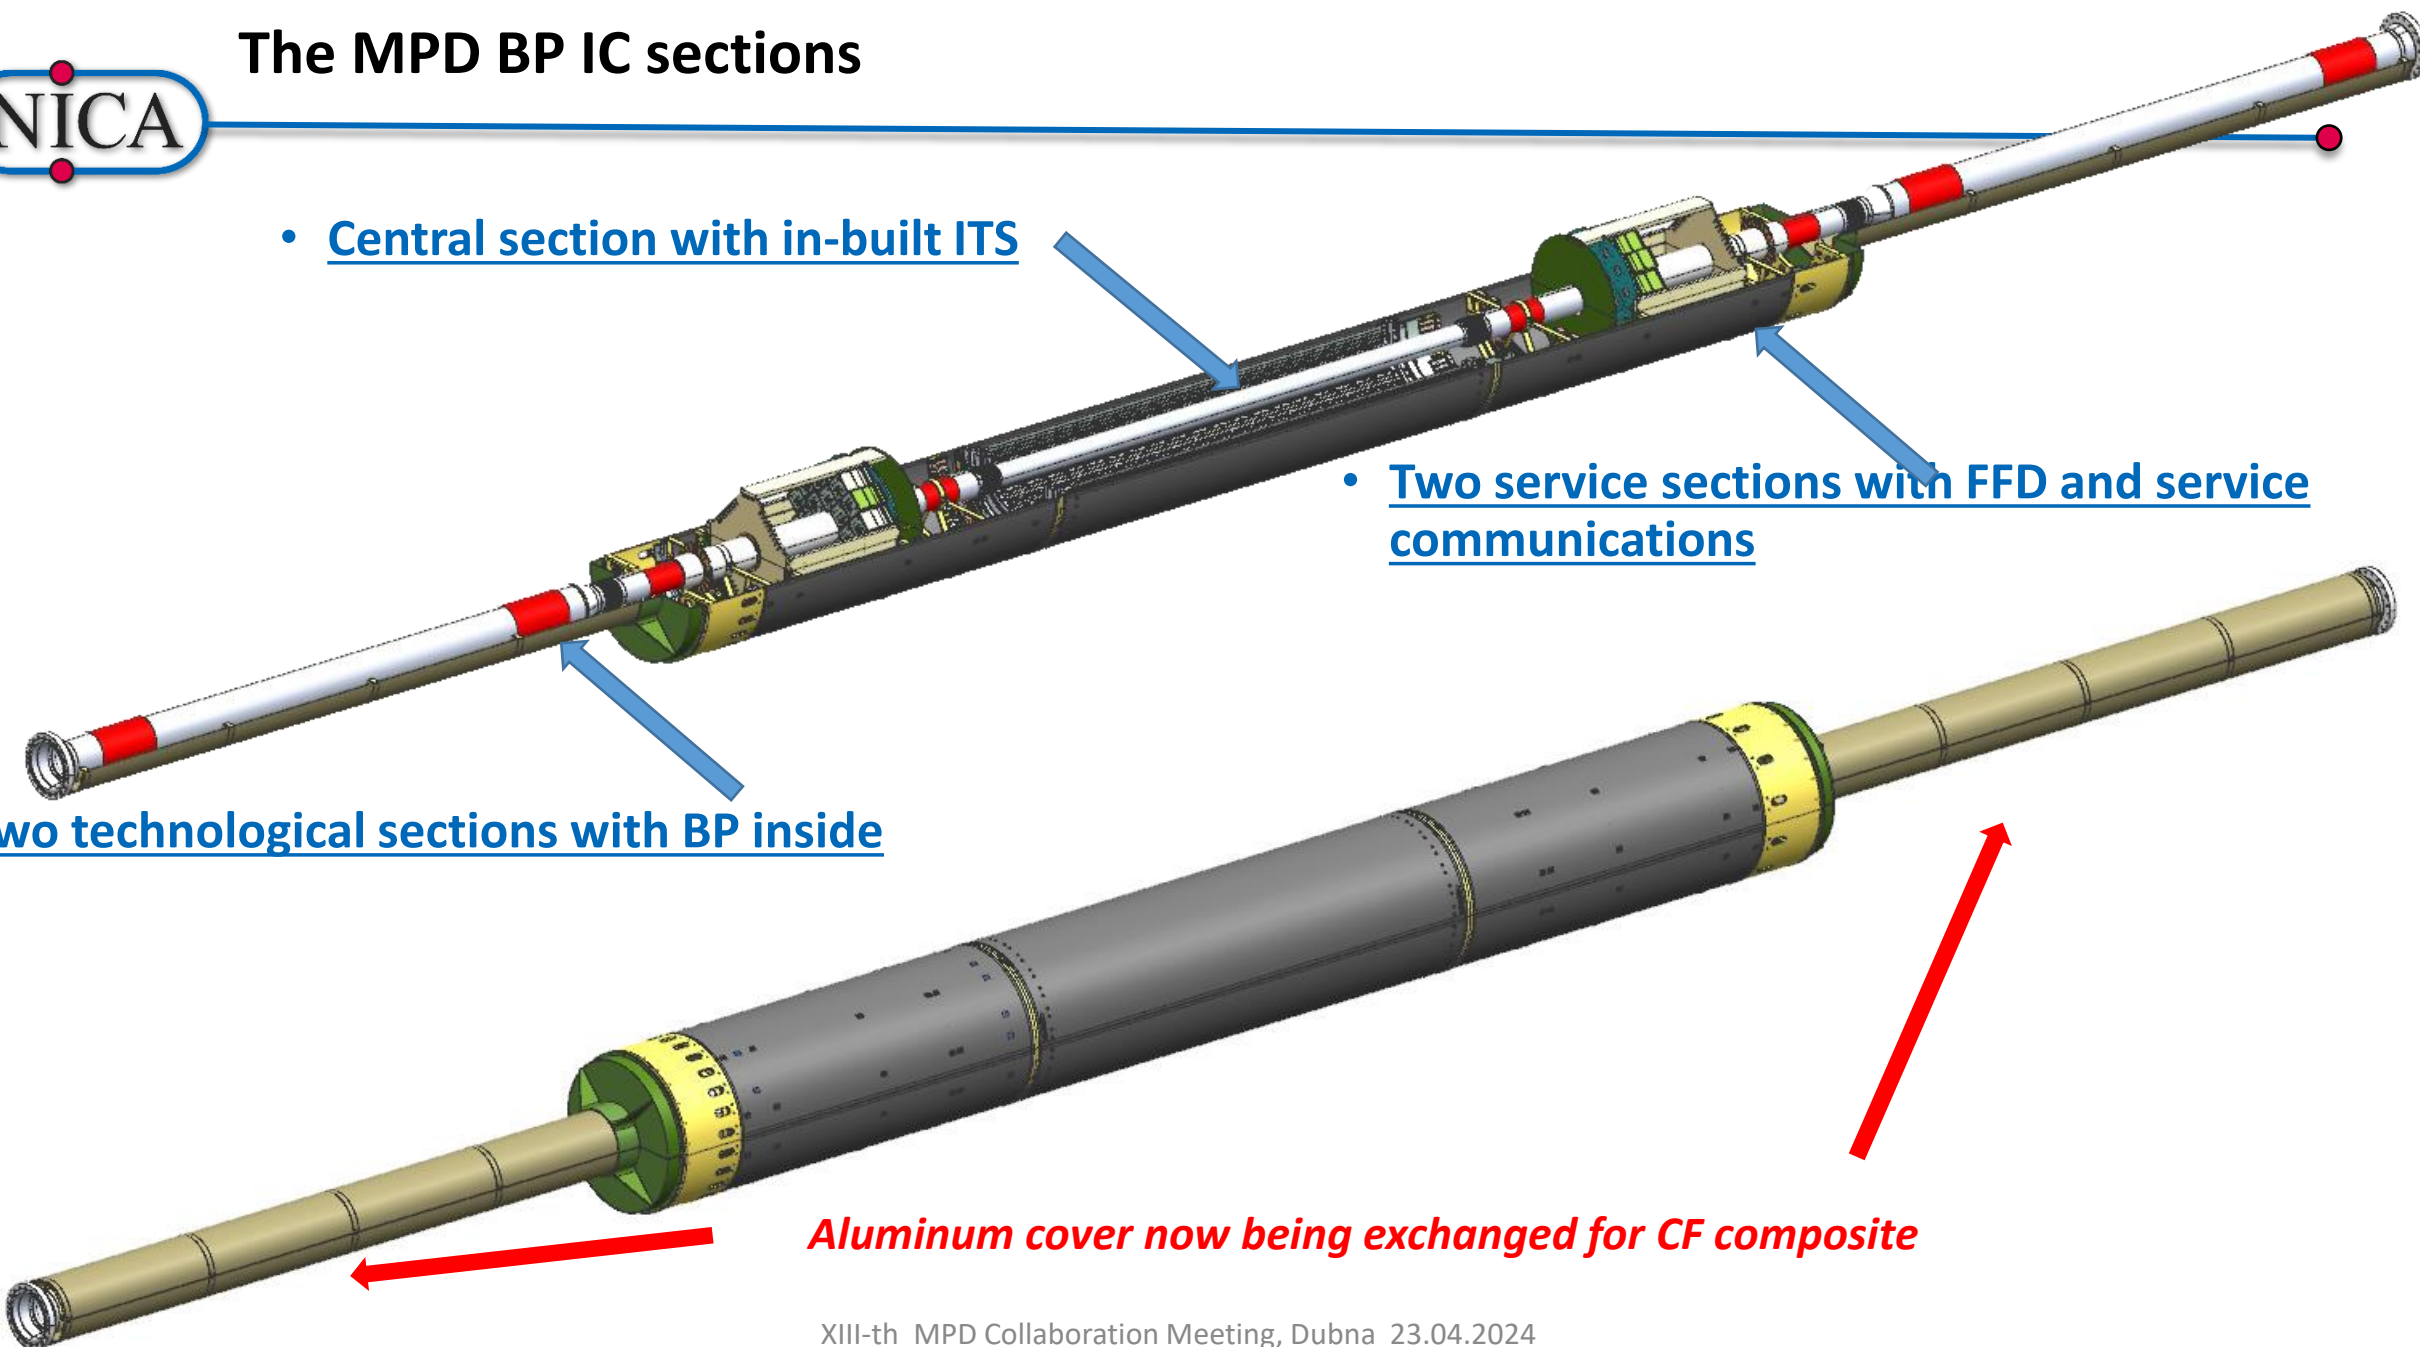 The MPD BP IC sections
NICA
• Central section with in-built ITS
• Two service sections with FFD and service
communications
wo technological sections with BP inside
Aluminum cover now being exchanged for CF composite
XIII-th MPD Collaboration Meeting, Dubna 23.04.2024